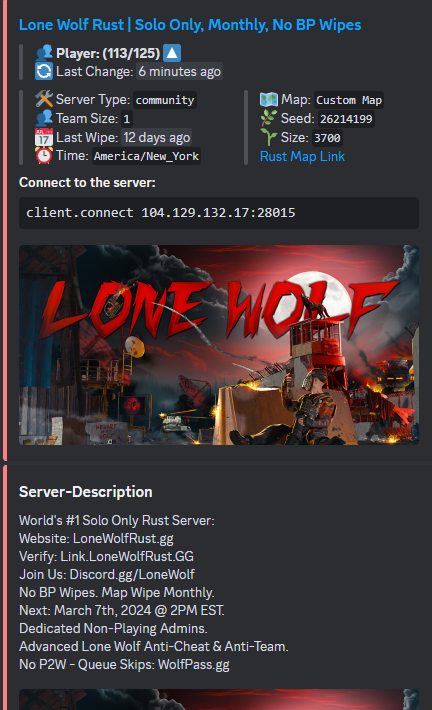 Lone Wolf Rust | Solo Only, Monthly, No BP Wipes
Player: (113/125)
Last Change: 6 minutes ago
Server Type: community
Team Size: 1
Last Wipe: 12 days ago
Time: America/New_York
Map: Custom Map
Seed: 26214199
Size: 3700
Rust Map Link
Connect to the server:
client.connect 104.129.132.17:28015
LONE WOLF
Server-Description
World's #1 Solo Only Rust Server:
Website: LoneWolfRust.gg
Verify: Link.LoneWolfRust.GG
Join Us: Discord.gg/LoneWolf
No BP Wipes. Map Wipe Monthly.
Next: March 7th, 2024 @ 2PM EST.
Dedicated Non-Playing Admins.
Advanced Lone Wolf Anti-Cheat & Anti-Team.
No P2W - Queue Skips: WolfPass.gg